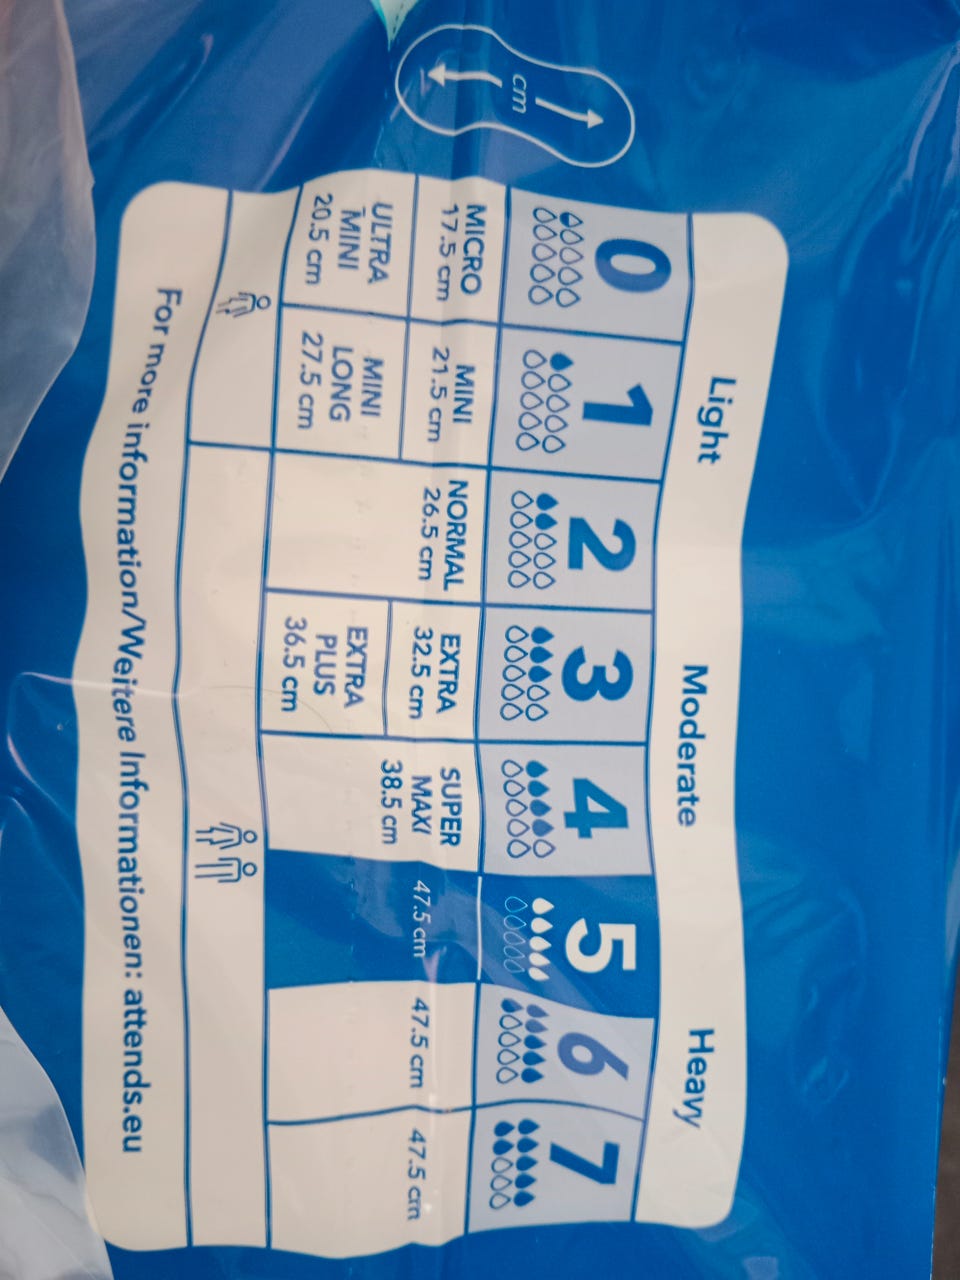 cm
Light Moderate Heavy
0 1 2 3 4 5 6 7
MICRO
17.5 cm
ULTRA
MINI
20.5 cm
MINI
21.5 cm
MINI
LONG
27.5 cm
NORMAL
26.5 cm
EXTRA
32.5 cm
EXTRA
PLUS
36.5 cm
SUPER
MAXI
38.5 cm
47.5 cm
47.5 cm
47.5 cm
For more information/Weitere Informationen: attends.eu